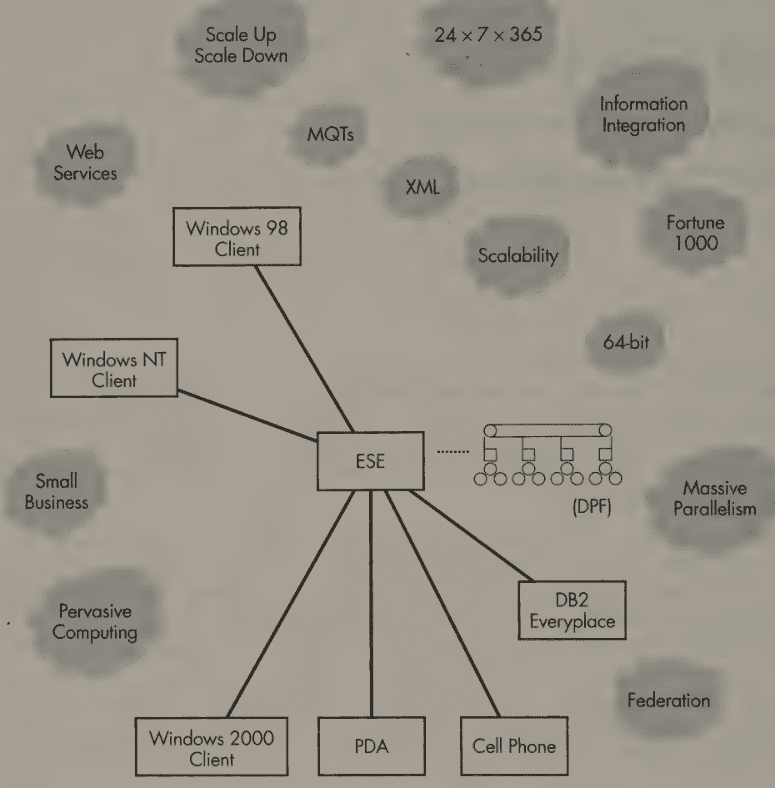 Scale Up
Scale Down
24 × 7 × 365
Information
Integration
MQTs
Web
Services
XML
Windows 98
Client
Fortune
1000
Scalability
64-bit
Windows NT
Client
ESE
(DPF)
Small
Business
Massive
Parallelism
Pervasive
Computing
DB2
Everyplace
Federation
Windows 2000
Client
PDA
Cell Phone